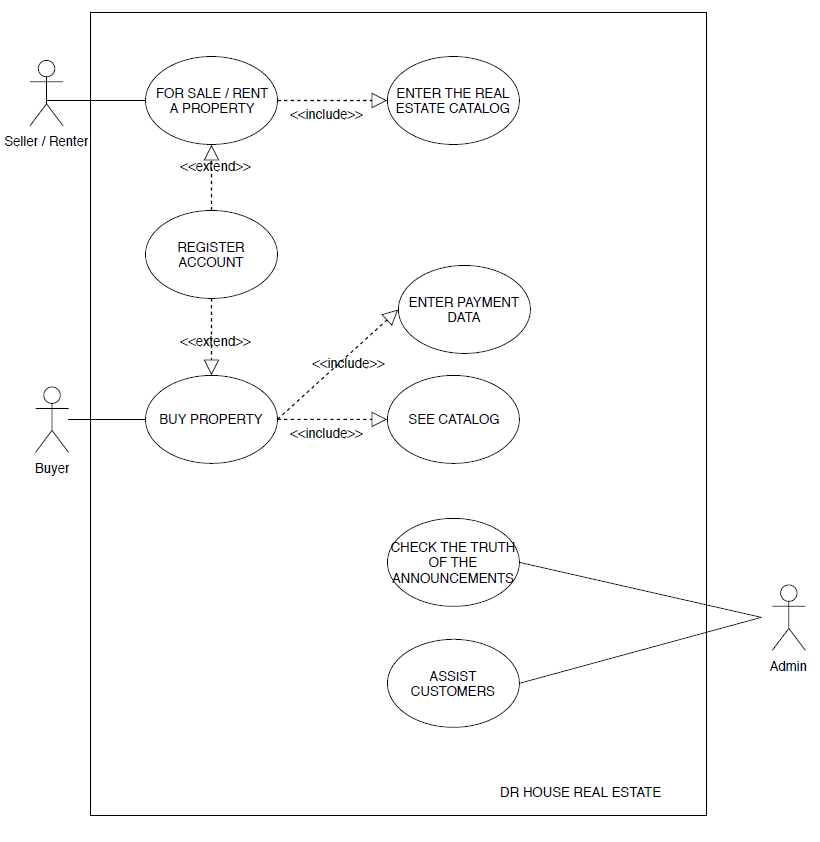 FOR SALE / RENT
A PROPERTY
ENTER THE REAL
ESTATE CATALOG
<<include>>
Seller / Renter
<<extend>>
REGISTER
ACCOUNT
ENTER PAYMENT
DATA
<<extend>>
<<include>>
BUY PROPERTY
SEE CATALOG
<<include>>
Buyer
CHECK THE TRUTH
OF THE
ANNOUNCEMENTS
Admin
ASSIST
CUSTOMERS
DR HOUSE REAL ESTATE